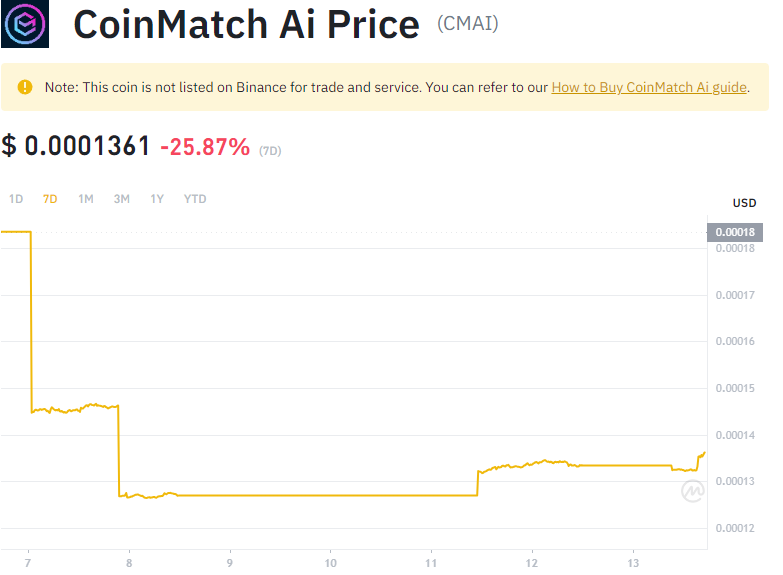 CoinMatch Ai Price (CMAI)
Note: This coin is not listed on Binance for trade and service. You can refer to our How to Buy CoinMatch Ai guide.
$ 0.0001361 -25.87% (7D)
1D 7D 1M 3M 1Y YTD
USD
0.00018
0.00018
0.00017
0.00016
0.00015
0.00014
0.00013
0.00012
7 8 9 10 11 12 13